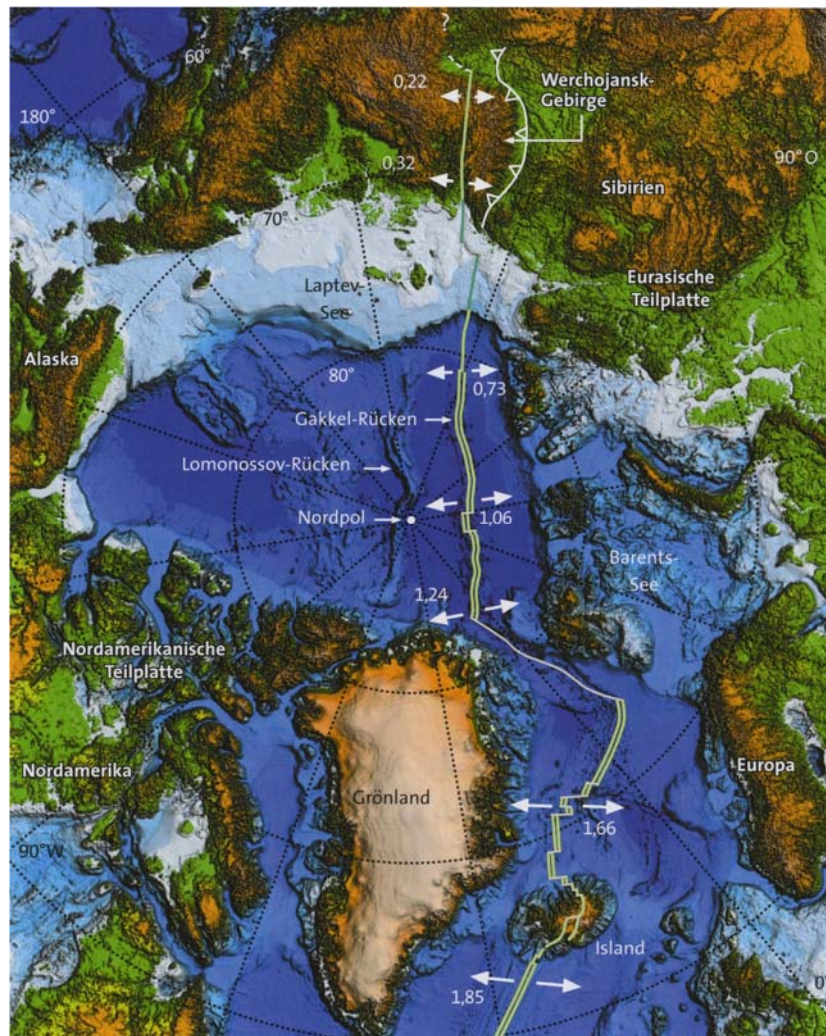 ?
60°
0,22
Werchojansk-
Gebirge
180°
0,32
90° O
Sibirien
70°
Eurasische
Teilplatte
Laptev-
See
Alaska
80°
0,73
Gakkel-Rücken
Lomonossov-Rücken
Nordpol
1,06
Barents-
See
1,24
Nordamerikanische
Teilplatte
Nordamerika
Europa
Grönland
1,66
90° W
Island
0°
1,85